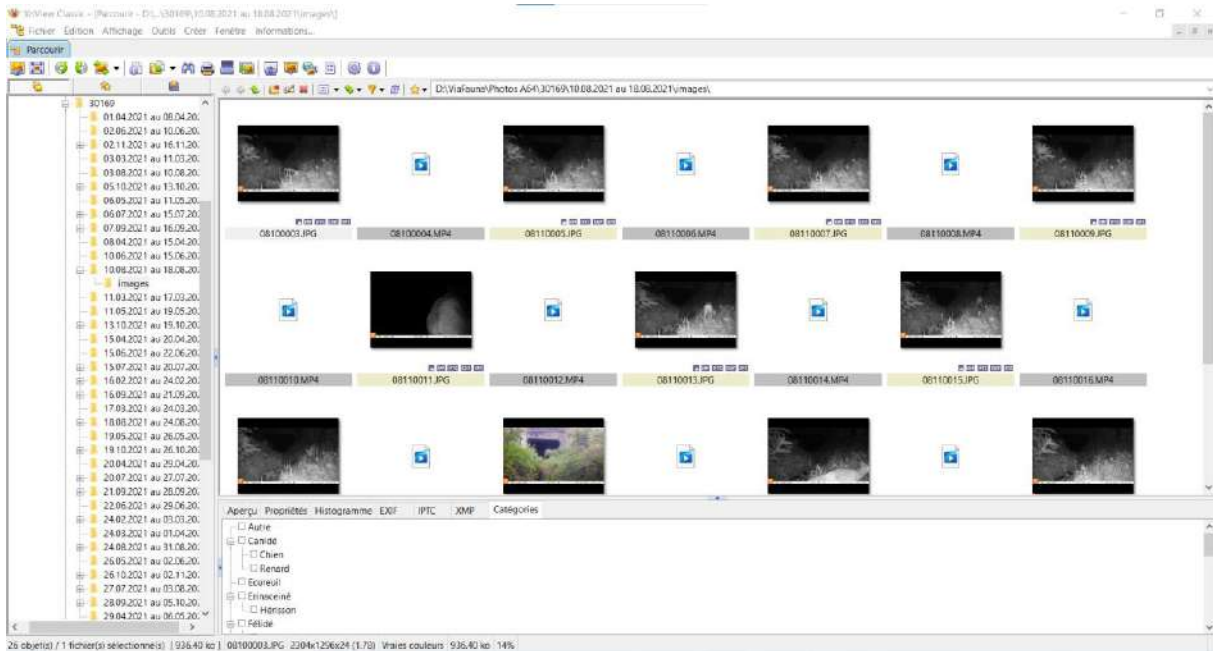 XnView Classic - [Parcourir - D:\...\30169\10.08.2021 au 18.08.2021\images\]
Fichier Edition Affichage Outils Créer Fenêtre Informations...
Parcourir
D:\ViaFauna\Photos A64\30169\10.08.2021 au 18.08.2021\images\
30169
01.04.2021 au 08.04.20
02.06.2021 au 10.06.20
02.11.2021 au 16.11.20
03.03.2021 au 11.03.20
03.08.2021 au 10.08.20
05.10.2021 au 13.10.20
06.05.2021 au 11.05.20
06.07.2021 au 15.07.20
07.09.2021 au 16.09.20
08.04.2021 au 15.04.20
10.06.2021 au 15.06.20
10.08.2021 au 18.08.20
images
11.03.2021 au 17.03.20
11.05.2021 au 19.05.20
13.10.2021 au 19.10.20
15.04.2021 au 20.04.20
15.06.2021 au 22.06.20
15.07.2021 au 20.07.20
16.02.2021 au 24.02.20
16.09.2021 au 21.09.20
17.03.2021 au 24.03.20
18.08.2021 au 24.08.20
19.05.2021 au 26.05.20
19.10.2021 au 26.10.20
20.04.2021 au 29.04.20
20.07.2021 au 27.07.20
21.09.2021 au 28.09.20
22.06.2021 au 29.06.20
24.02.2021 au 03.03.20
24.03.2021 au 01.04.20
24.08.2021 au 31.08.20
26.05.2021 au 02.06.20
26.10.2021 au 02.11.20
27.07.2021 au 03.08.20
28.09.2021 au 05.10.20
29.04.2021 au 06.05.20
08100003.JPG 08100004.MP4 08110005.JPG 08110006.MP4 08110007.JPG 08110008.MP4 08110009.JPG
08110010.MP4 08110011.JPG 08110012.MP4 08110013.JPG 08110014.MP4 08110015.JPG 08110016.MP4
Aperçu Propriétés Histogramme EXIF IPTC XMP Catégories
Autre
Canidé
Chien
Renard
Ecureuil
Erinaceiné
Hérisson
Félidé
26 objet(s) / 1 fichier(s) sélectionné(s) [ 936.40 ko ] 08100003.JPG 2304x1296x24 (1.78) Vraies couleurs 936.40 ko 14%